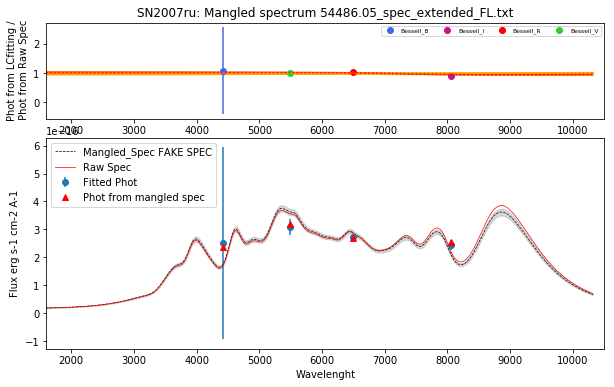 SN2007ru: Mangled spectrum 54486.05_spec_extended_FL.txt
Phot from LCfitting /
Phot from Raw Spec
2
1
0
Bessell_B
Bessell_I
Bessell_R
Bessell_V
2000 3000 4000 5000 6000 7000 8000 9000 10000
1e−16
Flux erg s-1 cm-2 A-1
6
5
4
3
2
1
0
−1
Mangled_Spec FAKE SPEC
Raw Spec
Fitted Phot
Phot from mangled spec
2000 3000 4000 5000 6000 7000 8000 9000 10000
Wavelenght